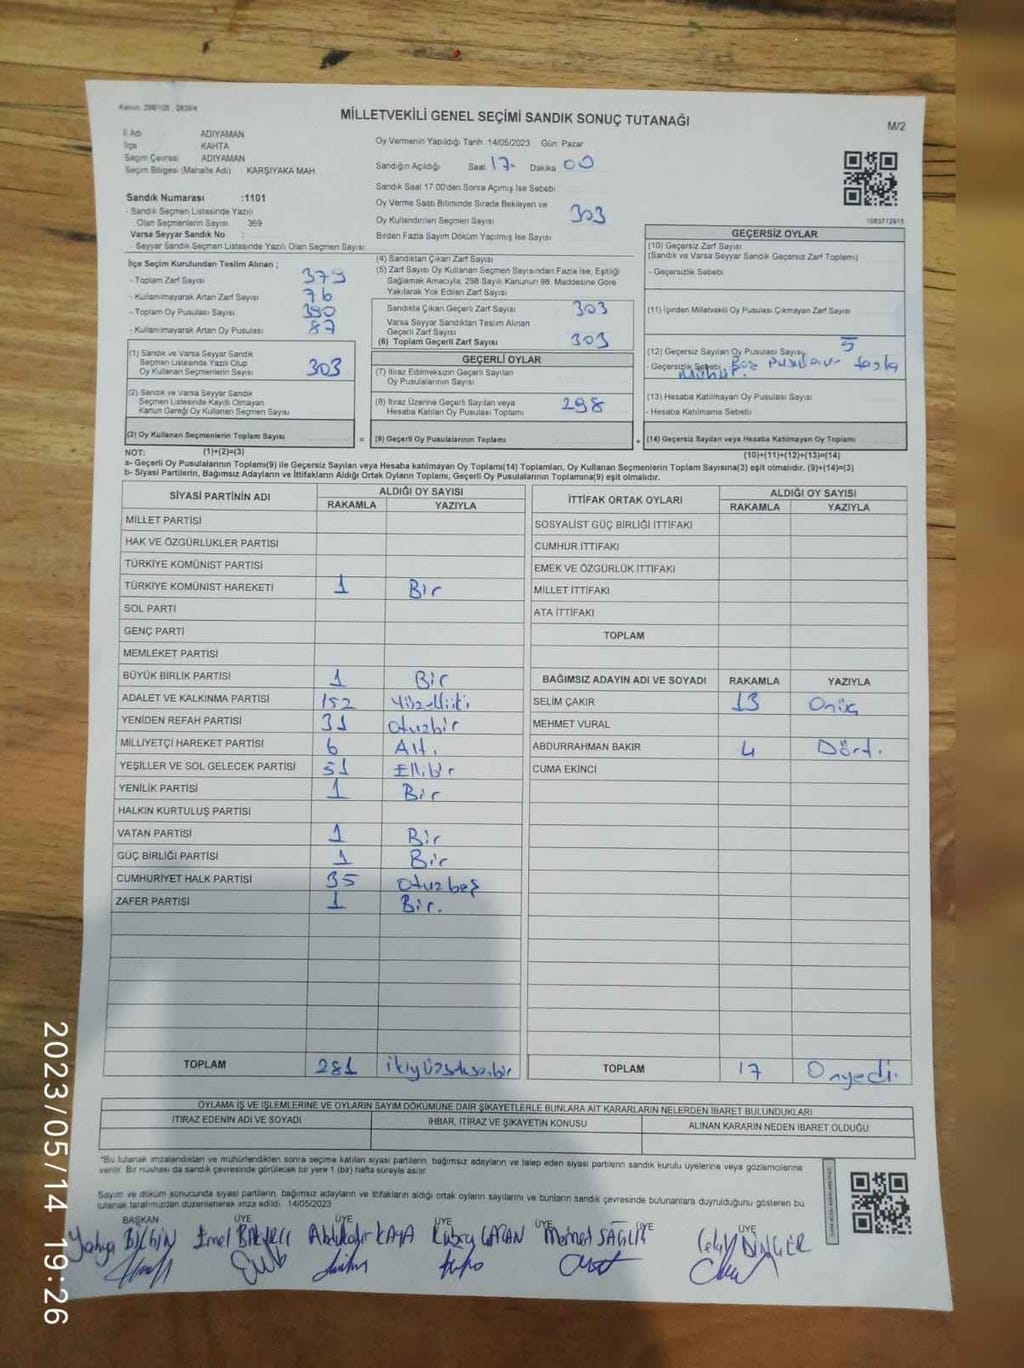 Kanun: 298/105 2839/4
MİLLETVEKİLİ GENEL SEÇİMİ SANDIK SONUÇ TUTANAĞI
M/2
İl Adı ADIYAMAN
İlçe KAHTA
Seçim Çevresi ADIYAMAN
Seçim Bölgesi (Mahalle Adı) KARŞIYAKA MAH.
Sandık Numarası :1101
- Sandık Seçmen Listesinde Yazılı
Olan Seçmenlerin Sayısı 369
Varsa Seyyar Sandık No :
- Seyyar Sandık Seçmen Listesinde Yazılı Olan Seçmen Sayısı
Oy Vermenin Yapıldığı Tarih: 14/05/2023 Gün: Pazar
Sandığın Açıldığı Saat 17- Dakika 00
Sandık Saat 17:00'den Sonra Açılmış İse Sebebi
Oy Verme Saati Bitiminde Sırada Bekleyen ve
Oy Kullandırılan Seçmen Sayısı 303
Birden Fazla Sayım Döküm Yapılmış İse Sayısı
1083712915
İlçe Seçim Kurulundan Teslim Alınan ;
- Toplam Zarf Sayısı 379
- Kullanılmayarak Artan Zarf Sayısı 76
- Toplam Oy Pusulası Sayısı 390
- Kullanılmayarak Artan Oy Pusulası 87
(1) Sandık ve Varsa Seyyar Sandık
Seçmen Listesinde Yazılı Olup
Oy Kullanan Seçmenlerin Sayısı 303
(2) Sandık ve Varsa Seyyar Sandık
Seçmen Listesinde Kayıtlı Olmayan
Kanun Gereği Oy Kullanan Seçmen Sayısı
(3) Oy Kullanan Seçmenlerin Toplam Sayısı
(4) Sandıktan Çıkan Zarf Sayısı
(5) Zarf Sayısı Oy Kullanan Seçmen Sayısından Fazla İse, Eşitliği
Sağlamak Amacıyla; 298 Sayılı Kanunun 98. Maddesine Göre
Yakılarak Yok Edilen Zarf Sayısı
Sandıkta Çıkan Geçerli Zarf Sayısı 303
Varsa Seyyar Sandıktan Teslim Alınan
Geçerli Zarf Sayısı
(6) Toplam Geçerli Zarf Sayısı 303
GEÇERLİ OYLAR
(7) İtiraz Edilmeksizin Geçerli Sayılan
Oy Pusulalarının Sayısı
(8) İtiraz Üzerine Geçerli Sayılan veya
Hesaba Katılan Oy Pusulası Toplamı 298
= (9) Geçerli Oy Pusulalarının Toplamı
GEÇERSİZ OYLAR
(10) Geçersiz Zarf Sayısı
(Sandık ve Varsa Seyyar Sandık Geçersiz Zarf Toplamı)
- Geçersizlik Sebebi
(11) İçinden Milletvekili Oy Pusulası Çıkmayan Zarf Sayısı
(12) Geçersiz Sayılan Oy Pusulası Sayısı 5
- Geçersizlik Sebebi Boş pusula fazla
Mühür.
(13) Hesaba Katılmayan Oy Pusulası Sayısı
- Hesaba Katılmama Sebebi
+ (14) Geçersiz Sayılan veya Hesaba Katılmayan Oy Toplamı
NOT: (1)+(2)=(3) (10)+(11)+(12)+(13)=(14)
a- Geçerli Oy Pusulalarının Toplamı(9) ile Geçersiz Sayılan veya Hesaba katılmayan Oy Toplamı(14) Toplamları, Oy Kullanan Seçmenlerin Toplam Sayısına(3) eşit olmalıdır. (9)+(14)=(3)
b- Siyasi Partilerin, Bağımsız Adayların ve İttifakların Aldığı Ortak Oyların Toplamı, Geçerli Oy Pusulalarının Toplamına(9) eşit olmalıdır.
SİYASİ PARTİNİN ADI ALDIĞI OY SAYISI
RAKAMLA YAZIYLA
MİLLET PARTİSİ
HAK VE ÖZGÜRLÜKLER PARTİSİ
TÜRKİYE KOMÜNİST PARTİSİ
TÜRKİYE KOMÜNİST HAREKETİ 1 Bir
SOL PARTİ
GENÇ PARTİ
MEMLEKET PARTİSİ
BÜYÜK BİRLİK PARTİSİ 1 Bir
ADALET VE KALKINMA PARTİSİ 152 Yüzelliiki
YENİDEN REFAH PARTİSİ 31 Otuzbir
MİLLİYETÇİ HAREKET PARTİSİ 6 Altı
YEŞİLLER VE SOL GELECEK PARTİSİ 51 Ellibir
YENİLİK PARTİSİ 1 Bir
HALKIN KURTULUŞ PARTİSİ
VATAN PARTİSİ 1 Bir
GÜÇ BİRLİĞİ PARTİSİ 1 Bir
CUMHURİYET HALK PARTİSİ 35 Otuzbeş
ZAFER PARTİSİ 1 Bir.
TOPLAM 281 ikiyüzseksenbir
İTTİFAK ORTAK OYLARI ALDIĞI OY SAYISI
RAKAMLA YAZIYLA
SOSYALİST GÜÇ BİRLİĞİ İTTİFAKI
CUMHUR İTTİFAKI
EMEK VE ÖZGÜRLÜK İTTİFAKI
MİLLET İTTİFAKI
ATA İTTİFAKI
TOPLAM
BAĞIMSIZ ADAYIN ADI VE SOYADI RAKAMLA YAZIYLA
SELİM ÇAKIR 13 Onüç
MEHMET VURAL
ABDURRAHMAN BAKIR 4 Dört.
CUMA EKİNCİ
TOPLAM 17 Onyedi.
OYLAMA İŞ VE İŞLEMLERİNE VE OYLARIN SAYIM DÖKÜMÜNE DAİR ŞİKAYETLERLE BUNLARA AİT KARARLARIN NELERDEN İBARET BULUNDUKLARI
İTİRAZ EDENİN ADI VE SOYADI İHBAR, İTİRAZ VE ŞİKAYETİN KONUSU ALINAN KARARIN NEDEN İBARET OLDUĞU
*Bu tutanak imzalandıktan ve mühürlendikten sonra seçime katılan siyasi partilerin, bağımsız adayların ve talep eden siyasi partilerin sandık kurulu üyelerine veya gözlemcilerine
verilir. Bir nüshası da sandık çevresinde görülecek bir yere 1 (bir) hafta süreyle asılır.
Sayım ve döküm sonucunda siyasi partilerin, bağımsız adayların ve ittifakların aldığı ortak oyların sayılarını ve bunların sandık çevresinde bulunanlara duyrulduğunu gösteren bu
tutanak tarafımızdan düzenlenerek imza edildi. 14/05/2023
BAŞKAN ÜYE ÜYE ÜYE ÜYE ÜYE ÜYE
Yahya BİLGİN Emel Abdulkadir KAYA Kübra Mehmet SAĞLIK Celal DİNÇER
2023/05/14 19:26